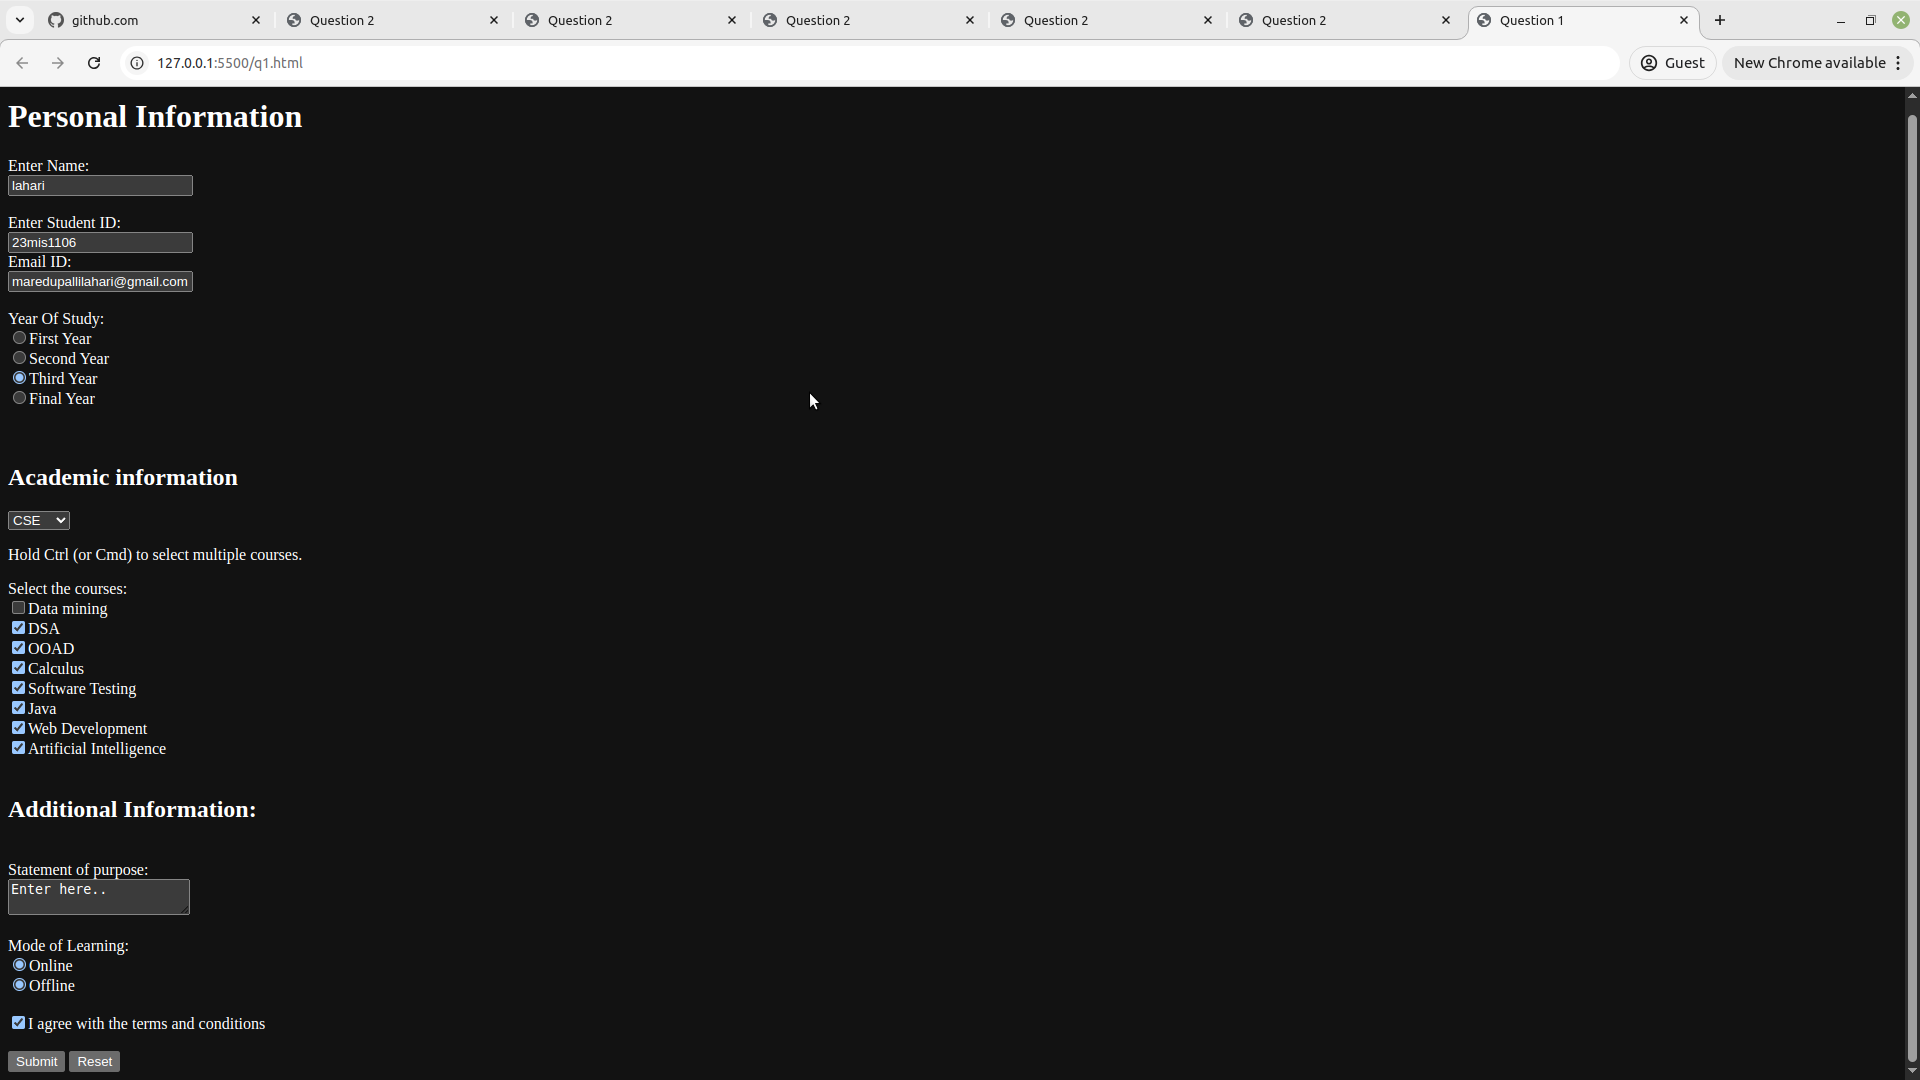 github.com
Question 2
Question 2
Question 2
Question 2
Question 2
Question 1
127.0.0.1:5500/q1.html
Guest
New Chrome available
Personal Information
Enter Name:
lahari
Enter Student ID:
23mis1106
Email ID:
maredupallilahari@gmail.com
Year Of Study:
First Year
Second Year
Third Year
Final Year
Academic information
CSE
Hold Ctrl (or Cmd) to select multiple courses.
Select the courses:
Data mining
DSA
OOAD
Calculus
Software Testing
Java
Web Development
Artificial Intelligence
Additional Information:
Statement of purpose:
Enter here..
Mode of Learning:
Online
Offline
I agree with the terms and conditions
Submit Reset